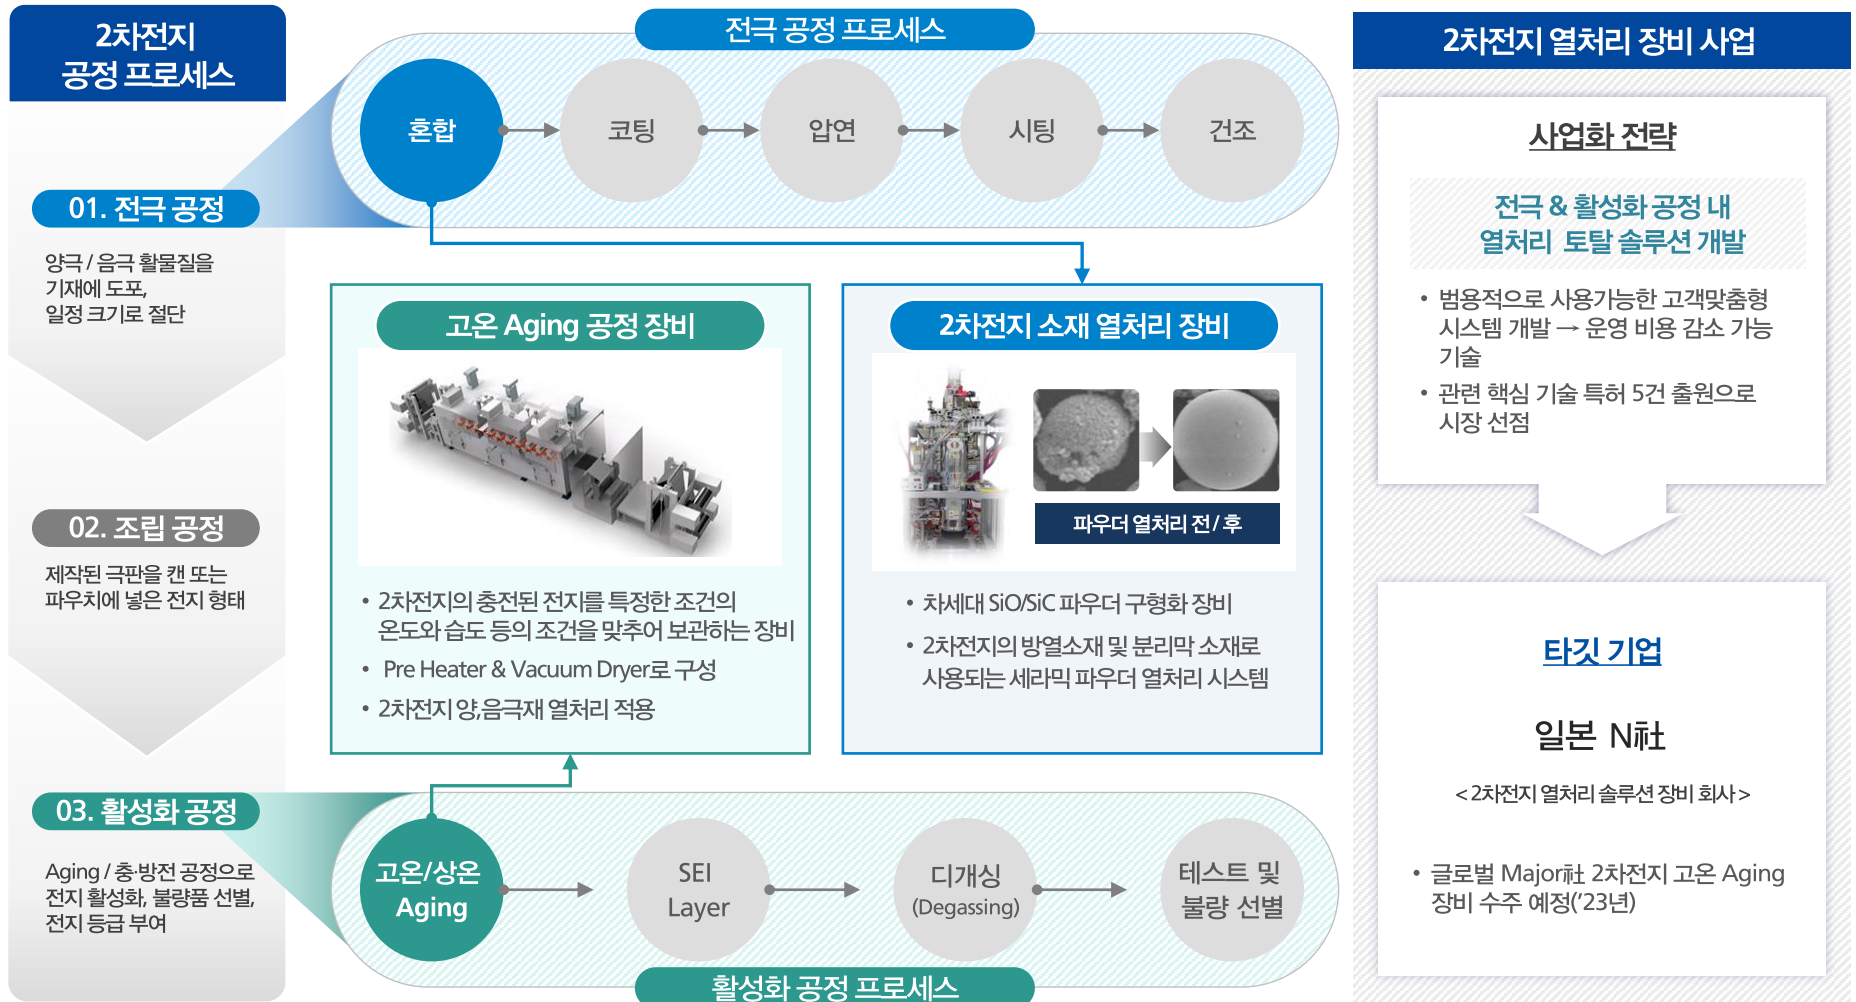 2차전지
공정 프로세스
01. 전극 공정
양극 / 음극 활물질을
기재에 도포,
일정 크기로 절단
02. 조립 공정
제작된 극판을 캔 또는
파우치에 넣은 전지 형태
03. 활성화 공정
Aging / 충·방전 공정으로
전지 활성화, 불량품 선별,
전지 등급 부여
전극 공정 프로세스
혼합
코팅
압연
시팅
건조
고온 Aging 공정 장비
• 2차전지의 충전된 전지를 특정한 조건의
온도와 습도 등의 조건을 맞추어 보관하는 장비
• Pre Heater & Vacuum Dryer로 구성
• 2차전지 양,음극재 열처리 적용
2차전지 소재 열처리 장비
파우더 열처리 전 / 후
• 차세대 SiO/SiC 파우더 구형화 장비
• 2차전지의 방열소재 및 분리막 소재로
사용되는 세라믹 파우더 열처리 시스템
고온/상온
Aging
SEI
Layer
디개싱
(Degassing)
테스트 및
불량 선별
활성화 공정 프로세스
2차전지 열처리 장비 사업
사업화 전략
전극 & 활성화 공정 내
열처리 토탈 솔루션 개발
• 범용적으로 사용가능한 고객맞춤형
시스템 개발 → 운영 비용 감소 가능
기술
• 관련 핵심 기술 특허 5건 출원으로
시장 선점
타깃 기업
일본 N社
< 2차전지 열처리 솔루션 장비 회사 >
• 글로벌 Major社 2차전지 고온 Aging
장비 수주 예정('23년)